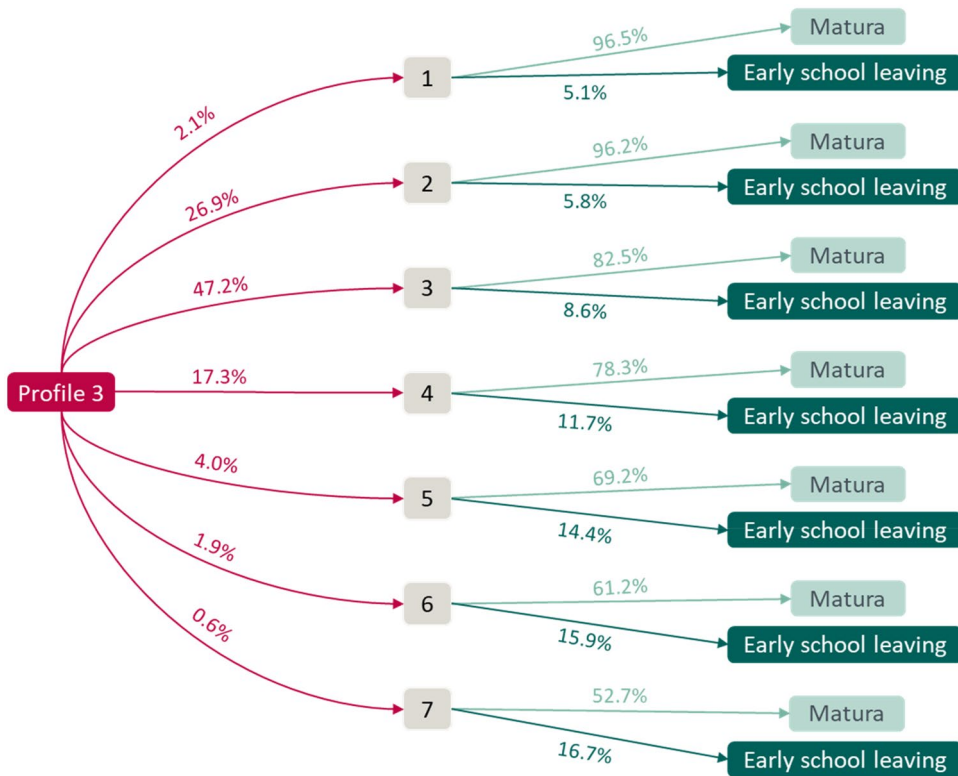 Matura
96.5%
1
Early school leaving
5.1%
2.1%
Matura
96.2%
2
Early school leaving
5.8%
26.9%
Matura
82.5%
47.2%
3
Early school leaving
8.6%
Matura
78.3%
Profile 3
17.3%
4
Early school leaving
11.7%
4.0%
Matura
69.2%
5
Early school leaving
14.4%
1.9%
Matura
61.2%
6
Early school leaving
15.9%
0.6%
Matura
52.7%
7
Early school leaving
16.7%